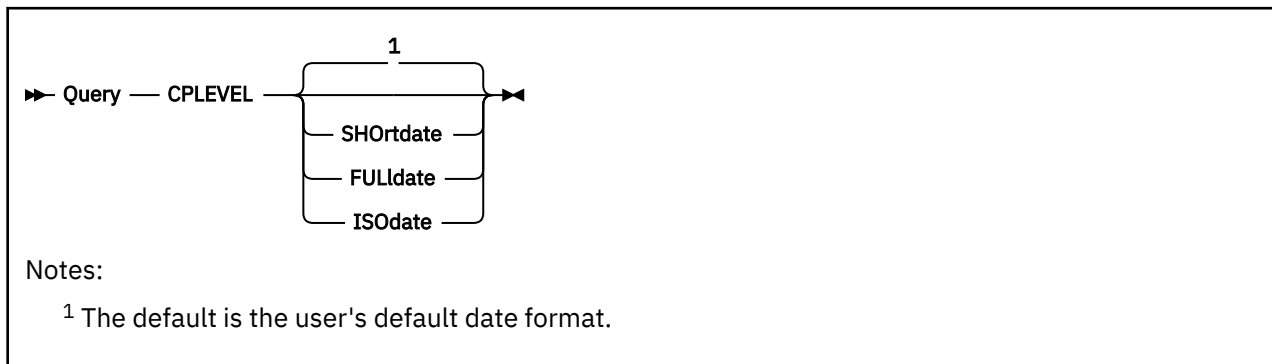 1
Query CPLEVEL
SHOrtdate
FULldate
ISOdate
Notes:
1 The default is the user's default date format.